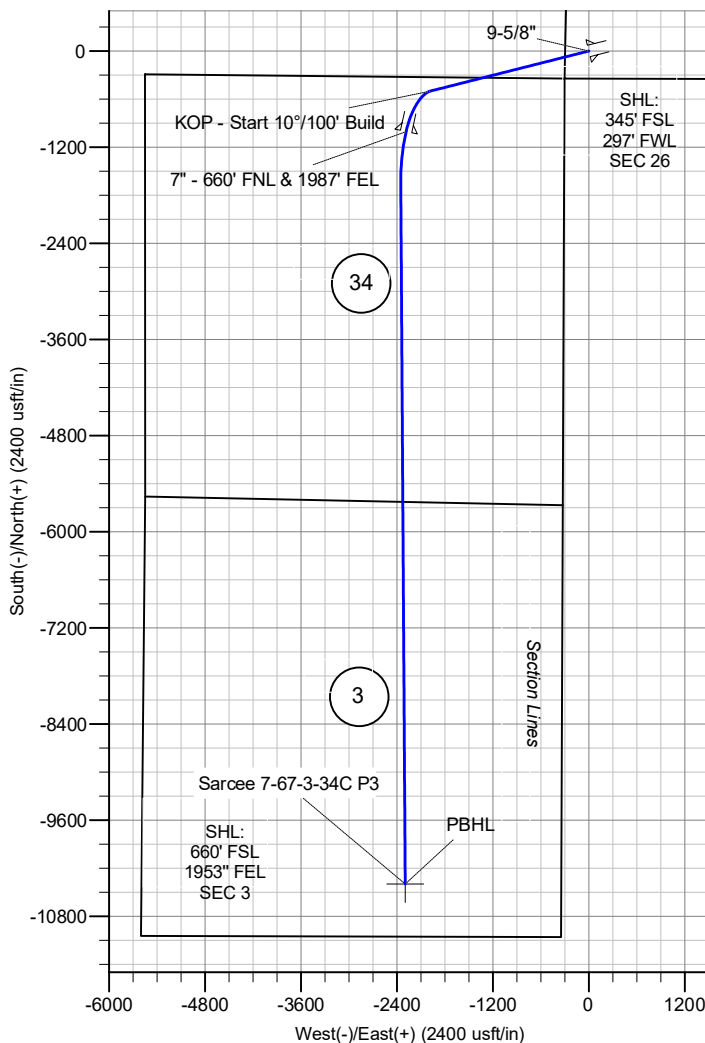 9-5/8"
0
SHL:
345' FSL
297' FWL
SEC 26
KOP - Start 10°/100' Build
-1200
7" - 660' FNL & 1987' FEL
-2400
34
-3600
South(-)/North(+) (2400 usft/in)
-4800
-6000
-7200
Section Lines
3
-8400
Sarcee 7-67-3-34C P3
-9600
SHL:
660' FSL
1953" FEL
SEC 3
PBHL
-10800
-6000 -4800 -3600 -2400 -1200 0 1200
West(-)/East(+) (2400 usft/in)